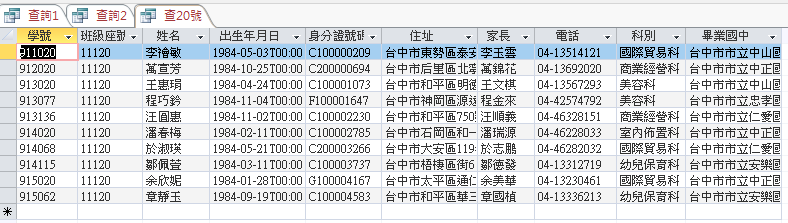 查詢1 查詢2 查20號
學號 班級座號 姓名 出生年月日 身分證號碼 住址 家長 電話 科別 畢業國中
911020 11120 李禬敏 1984-05-03T00:00 C100000209 台中市東勢區泰安 李玉雲 04-13514121 國際貿易科 台中市市立中山國
912020 11120 萬宣芳 1984-10-25T00:00 C200000694 台中市后里區北 萬錦花 04-13692020 商業經營科 台中市市立中正國
913020 11120 王惠玥 1984-04-24T00:00 C100001073 台中市和平區明德 王文棋 04-13567293 美容科 台中市市立中山國
913077 11120 程巧鈴 1984-11-04T00:00 F100001647 台中市神岡區源遠 程金來 04-42574792 美容科 台中市市立忠孝國
913136 11120 汪圓惠 1984-11-02T00:00 C100002230 台中市和平區750 汪順義 04-46328151 商業經營科 台中市市立仁愛國
914020 11120 潘春梅 1984-02-11T00:00 C100002785 台中市石岡區和一 潘瑞源 04-46228033 室內佈置科 台中市市立中正國
914068 11120 於淑瑛 1984-05-21T00:00 C200003266 台中市大安區119 於志鵬 04-46282032 國際貿易科 台中市市立仁愛國
914115 11120 鄒佩萱 1984-03-11T00:00 C100003737 台中市梧棲區街6 鄒德發 04-13312719 幼兒保育科 台中市市立安樂國
915020 11120 余欣妮 1984-01-28T00:00 G100004167 台中市太平區通仁 余美華 04-13230461 國際貿易科 台中市市立中正國
915062 11120 章靜玉 1984-09-19T00:00 C100004583 台中市和平區華三 章國楨 04-13336213 幼兒保育科 台中市市立安樂國